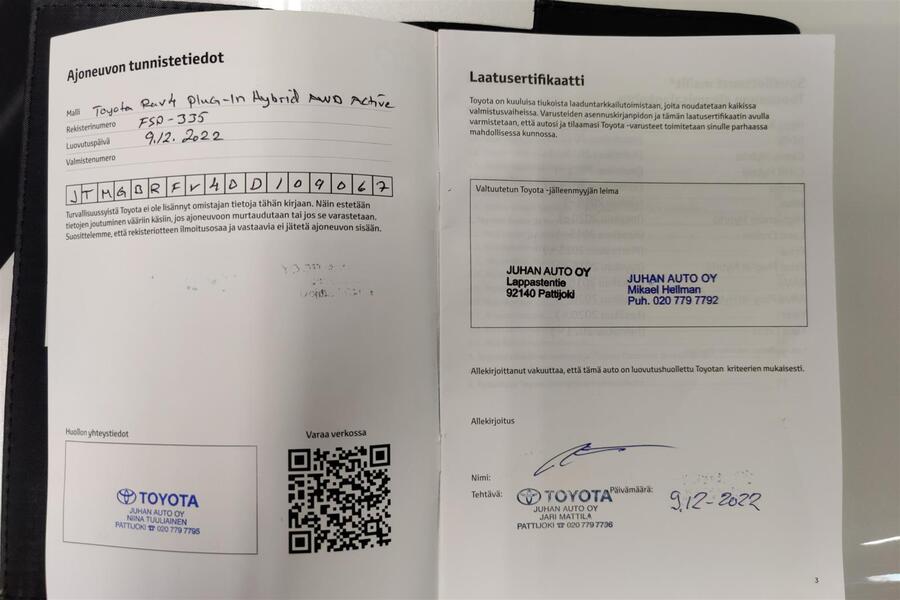 Ajoneuvon tunnistetiedot
Malli Toyota Rav4 Plug-In Hybrid AWD Active
Rekisterinumero FSR-335
Luovutuspäivä 9.12.2022
Valmistenumero
JTMGBRFV40D109067
Turvallisuussyistä Toyota ei ole lisännyt omistajan tietoja tähän kirjaan. Näin estetään
tietojen joutuminen vääriin käsiin, jos ajoneuvoon murtaudutaan tai jos se varastetaan.
Suosittelemme, että rekisteriotteen ilmoitusosaa ja vastaavia ei jätetä ajoneuvon sisään.
Huollon yhteystiedot
TOYOTA
JUHAN AUTO OY
NIINA TUULIAINEN
PATTIJOKI ☎ 020 779 7795
Varaa verkossa
Laatusertifikaatti
Toyota on kuuluisa tiukoista laaduntarkkailutoimistaan, joita noudatetaan kaikissa
valmistusvaiheissa. Varusteiden asennuskirjanpidon ja tämän laatusertifikaatin avulla
varmistetaan, että autosi ja tilaamasi Toyota -varusteet toimitetaan sinulle parhaassa
mahdollisessa kunnossa.
Valtuutetun Toyota -jälleenmyyjän leima
JUHAN AUTO OY
Lappastentie
92140 Pattijoki
JUHAN AUTO OY
Mikael Hellman
Puh. 020 779 7792
Allekirjoittanut vakuuttaa, että tämä auto on luovutushuollettu Toyotan kriteerien mukaisesti.
Allekirjoitus
Nimi:
Tehtävä:
TOYOTA
JUHAN AUTO OY
JARI MATTILA
PATTIJOKI ☎ 020 779 7796
Päivämäärä: 9.12-2022
3